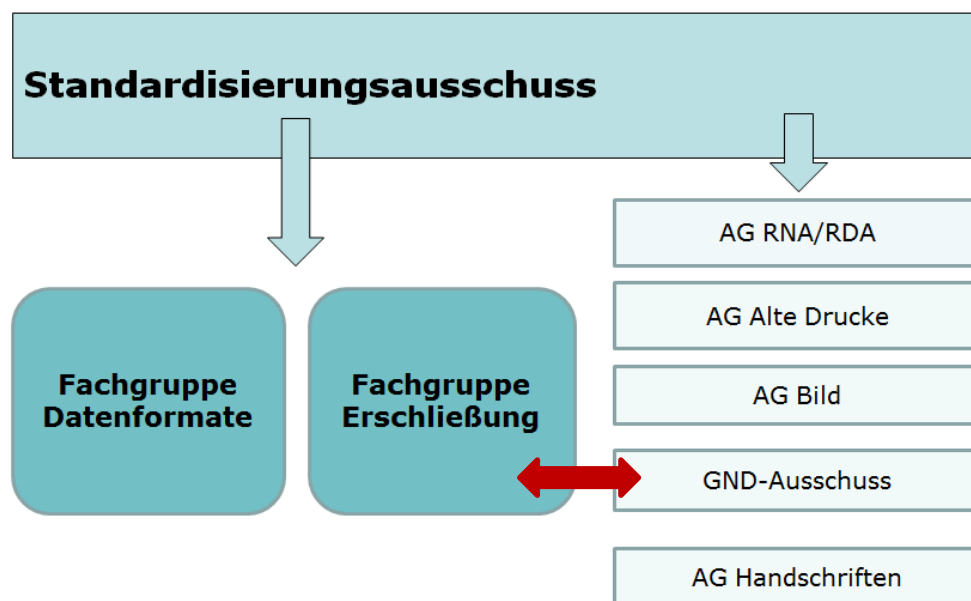 Standardisierungsausschuss
AG RNA/RDA
AG Alte Drucke
Fachgruppe
Datenformate
Fachgruppe
Erschließung
AG Bild
GND-Ausschuss
AG Handschriften